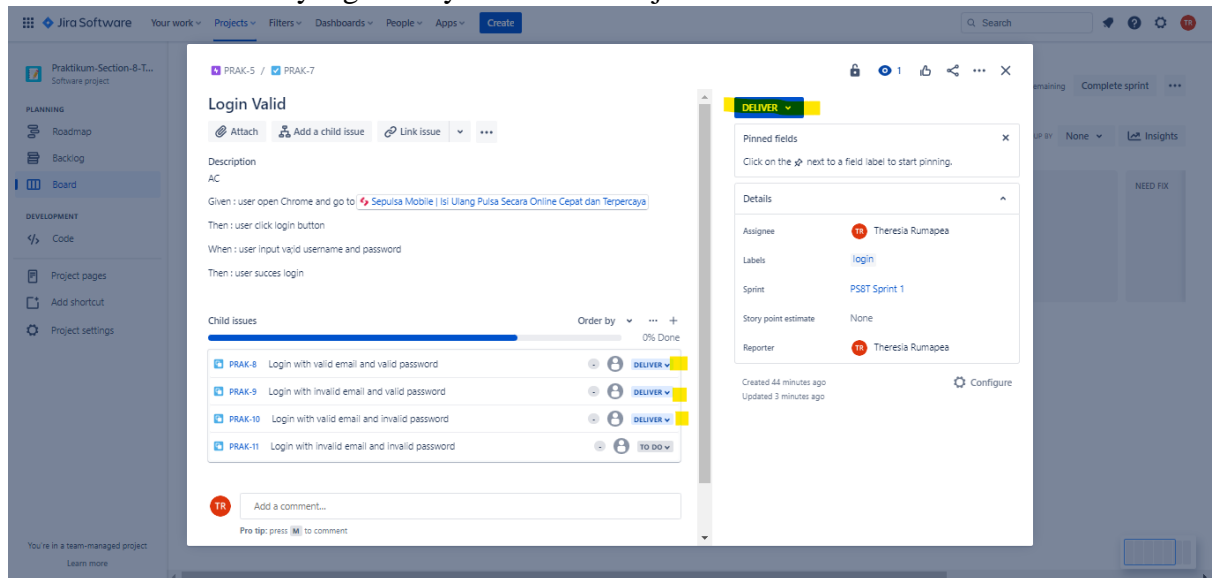 Jira Software Your work Projects Filters Dashboards People Apps Create Search TR
Praktikum-Section-8-T...
Software project
PLANNING
Roadmap
Backlog
Board
DEVELOPMENT
Code
Project pages
Add shortcut
Project settings
You're in a team-managed project
Learn more
PRAK-5 / PRAK-7
1
Login Valid
Attach Add a child issue Link issue
Description
AC
Given : user open Chrome and go to Sepulsa Mobile | Isi Ulang Pulsa Secara Online Cepat dan Terpercaya
Then : user click login button
When : user input va;id username and password
Then : user succes login
Child issues Order by
0% Done
PRAK-8 Login with valid email and valid password - DELIVER
PRAK-9 Login with invalid email and valid password - DELIVER
PRAK-10 Login with valid email and invalid password - DELIVER
PRAK-11 Login with invalid email and invalid password - TO DO
TR Add a comment...
Pro tip: press M to comment
DELIVER
Pinned fields
Click on the next to a field label to start pinning.
Details
Assignee TR Theresia Rumapea
Labels login
Sprint PS8T Sprint 1
Story point estimate None
Reporter TR Theresia Rumapea
Created 44 minutes ago
Updated 3 minutes ago
Configure
Complete sprint
None Insights
NEED FIX